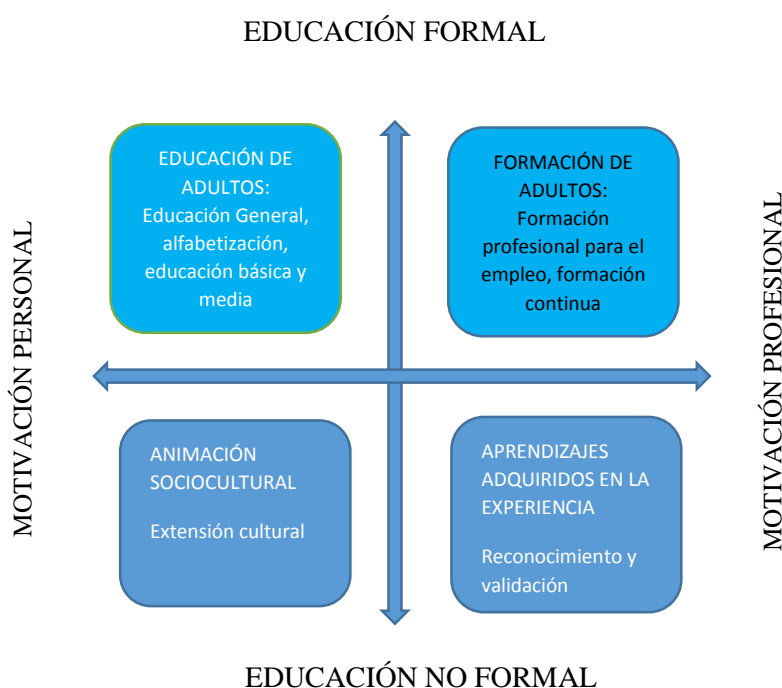 EDUCACIÓN FORMAL
EDUCACIÓN DE
ADULTOS:
Educación General,
alfabetización,
educación básica y
media
FORMACIÓN DE
ADULTOS:
Formación
profesional para el
empleo, formación
continua
MOTIVACIÓN PERSONAL
MOTIVACIÓN PROFESIONAL
ANIMACIÓN
SOCIOCULTURAL
Extensión cultural
APRENDIZAJES
ADQUIRIDOS EN LA
EXPERIENCIA
Reconocimiento y
validación
EDUCACIÓN NO FORMAL